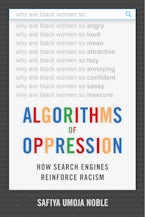 why are black women so
why are black women so angry
why are black women so loud
why are black women so mean
why are black women so attractive
why are black women so lazy
why are black women so annoying
why are black women so confident
why are black women so sassy
why are black women so insecure
ALGORITHMS
OF
OPPRESSION
HOW SEARCH ENGINES
REINFORCE RACISM
SAFIYA UMOJA NOBLE